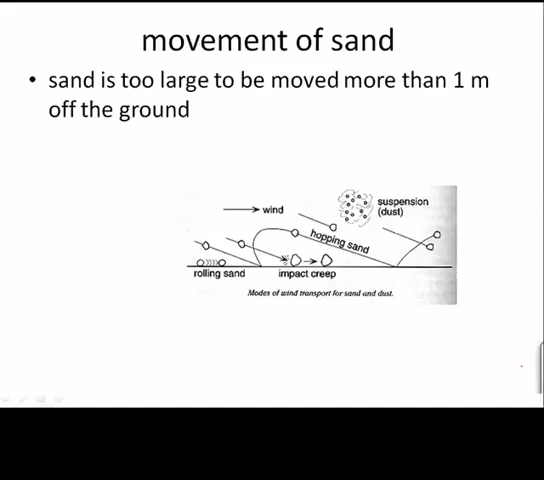 movement of sand
• sand is too large to be moved more than 1 m
off the ground
suspension
(dust)
wind
hopping sand
rolling sand
impact creep
Modes of wind transport for sand and dust.